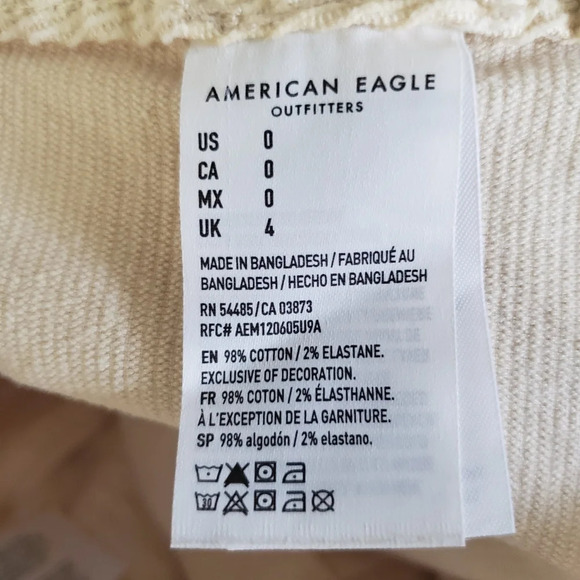 AMERICAN EAGLE
OUTFITTERS
US 0
CA 0
MX 0
UK 4
MADE IN BANGLADESH / FABRIQUÉ AU
BANGLADESH / HECHO EN BANGLADESH
RN 54485 / CA 03873
RFC# AEM120605U9A
EN 98% COTTON / 2% ELASTANE.
EXCLUSIVE OF DECORATION.
FR 98% COTON / 2% ÉLASTHANNE.
À L'EXCEPTION DE LA GARNITURE.
SP 98% algodón / 2% elastano.
30